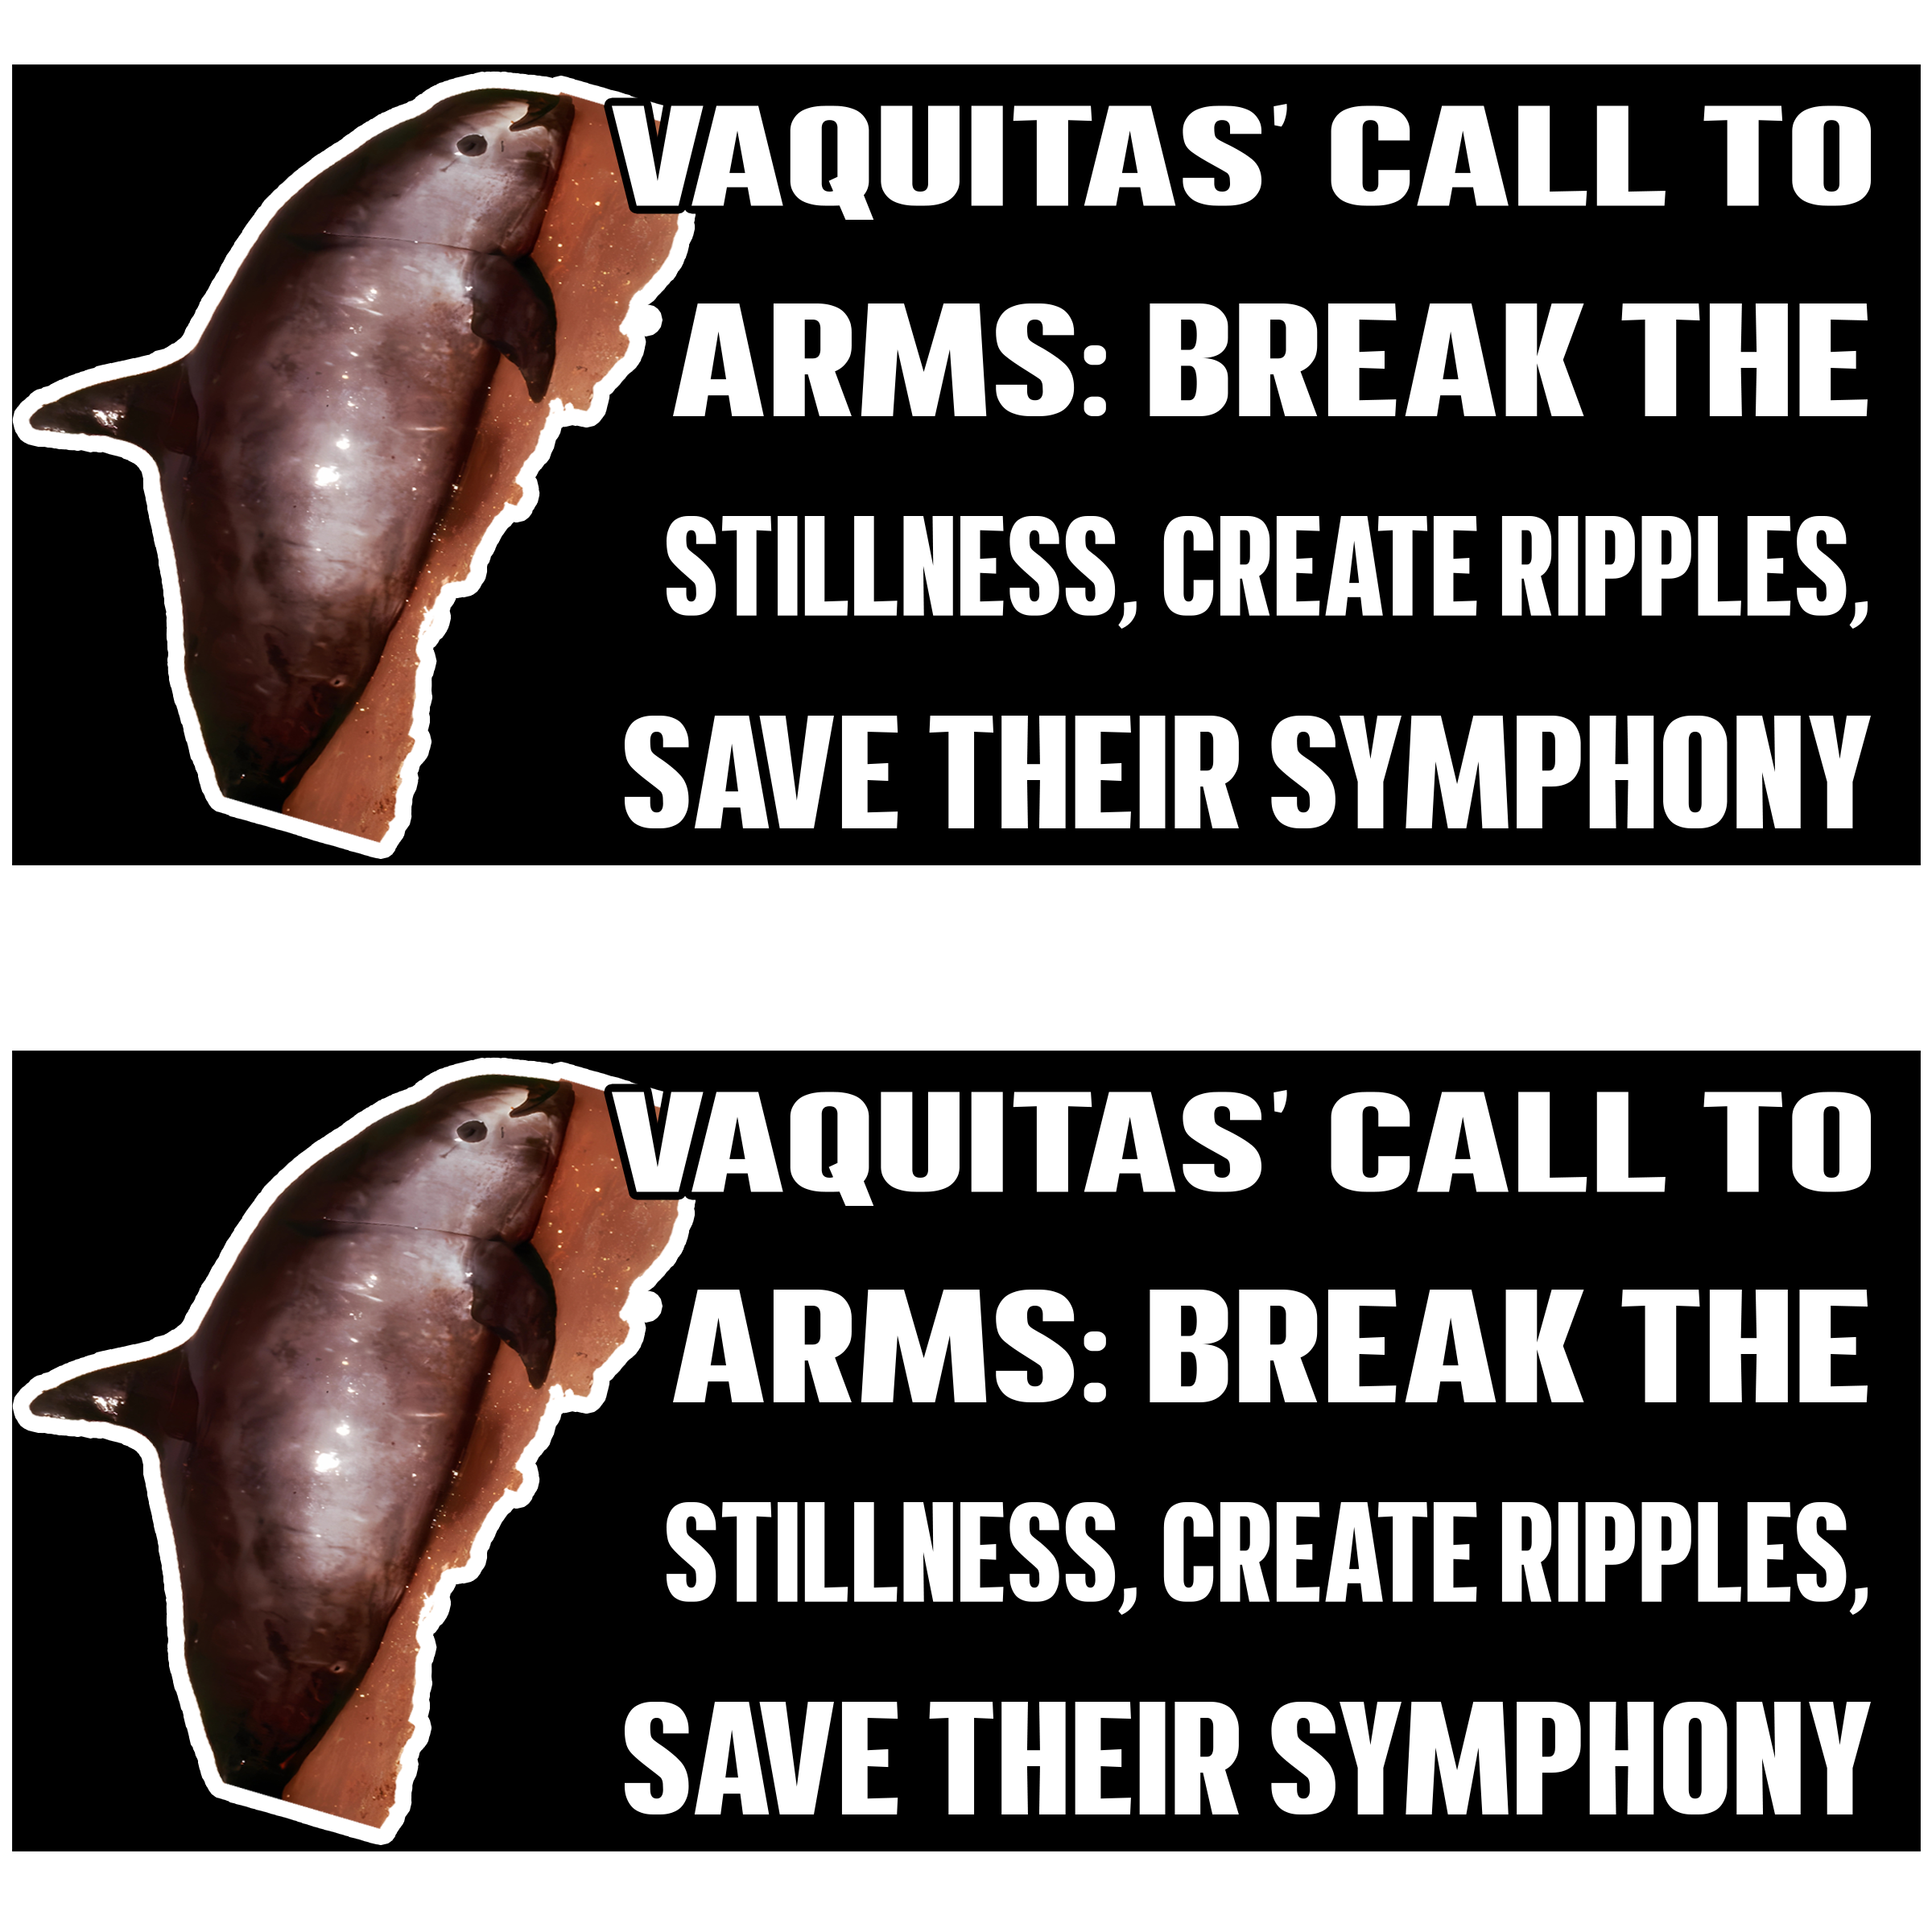 VAQUITAS' CALL TO
ARMS: BREAK THE
STILLNESS, CREATE RIPPLES,
SAVE THEIR SYMPHONY
VAQUITAS' CALL TO
ARMS: BREAK THE
STILLNESS, CREATE RIPPLES,
SAVE THEIR SYMPHONY